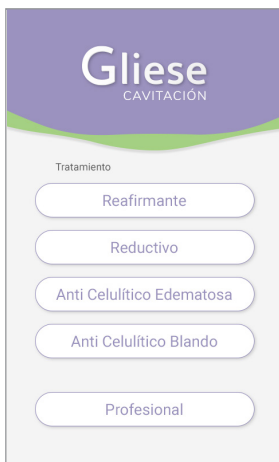 Gliese
CAVITACIÓN
Tratamiento
Reafirmante
Reductivo
Anti Celulítico Edematosa
Anti Celulítico Blando
Profesional